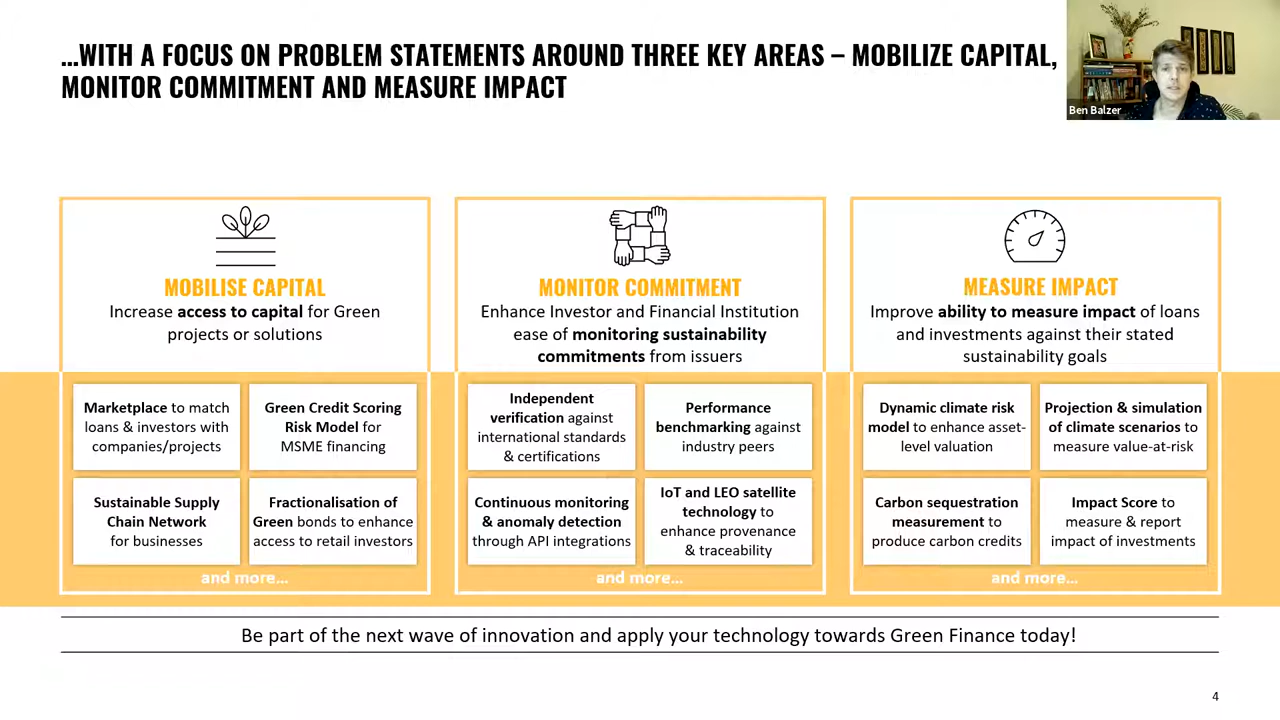 ...WITH A FOCUS ON PROBLEM STATEMENTS AROUND THREE KEY AREAS – MOBILIZE CAPITAL,
MONITOR COMMITMENT AND MEASURE IMPACT
Ben Balzer
MOBILISE CAPITAL
Increase access to capital for Green
projects or solutions
Marketplace to match
loans & investors with
companies/projects
Green Credit Scoring
Risk Model for
MSME financing
Sustainable Supply
Chain Network
for businesses
Fractionalisation of
Green bonds to enhance
access to retail investors
and more...
MONITOR COMMITMENT
Enhance Investor and Financial Institution
ease of monitoring sustainability
commitments from issuers
Independent
verification against
international standards
& certifications
Performance
benchmarking against
industry peers
Continuous monitoring
& anomaly detection
through API integrations
IoT and LEO satellite
technology to
enhance provenance
& traceability
and more...
MEASURE IMPACT
Improve ability to measure impact of loans
and investments against their stated
sustainability goals
Dynamic climate risk
model to enhance asset-
level valuation
Projection & simulation
of climate scenarios to
measure value-at-risk
Carbon sequestration
measurement to
produce carbon credits
Impact Score to
measure & report
impact of investments
and more...
Be part of the next wave of innovation and apply your technology towards Green Finance today!
4